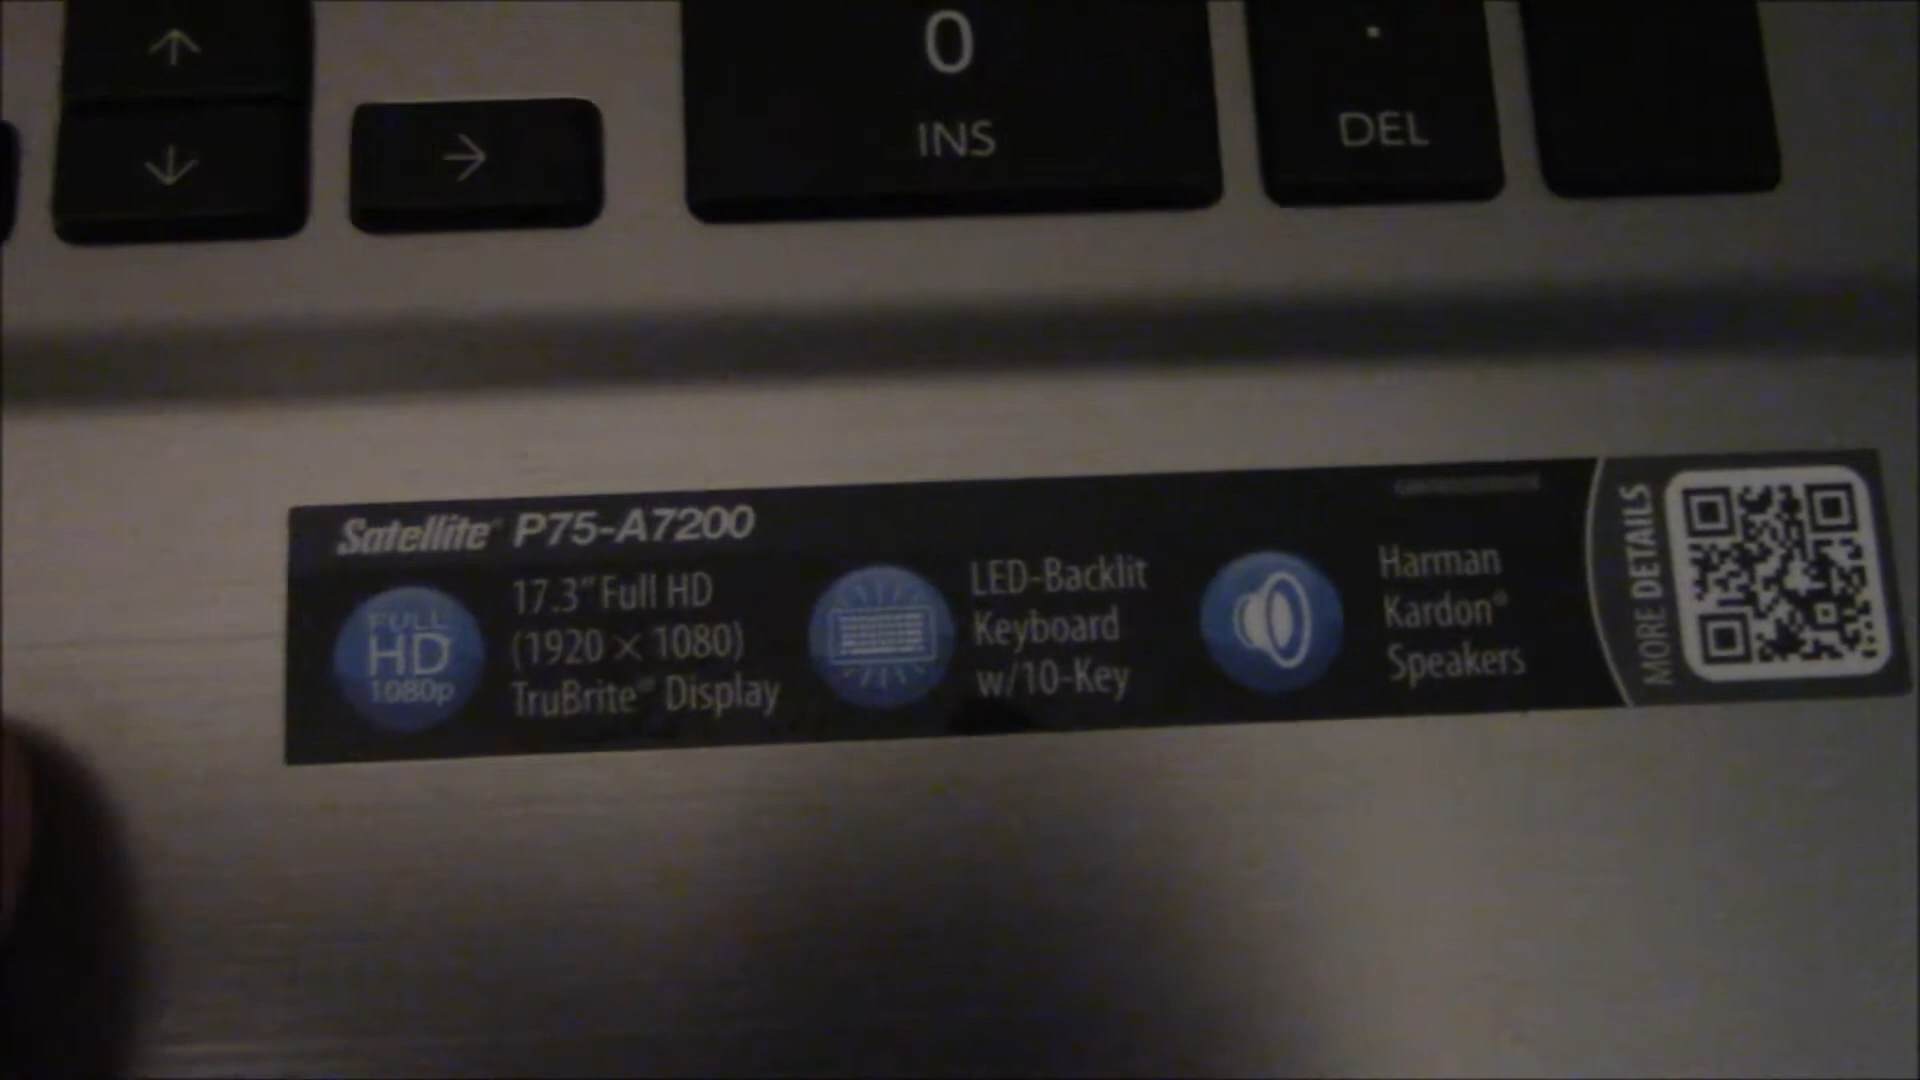 ↑
↓
→
0
INS
.
DEL
Satellite® P75-A7200
FULL
HD
1080p
17.3" Full HD
(1920 × 1080)
TruBrite® Display
LED-Backlit
Keyboard
w/10-Key
Harman
Kardon®
Speakers
MORE DETAILS